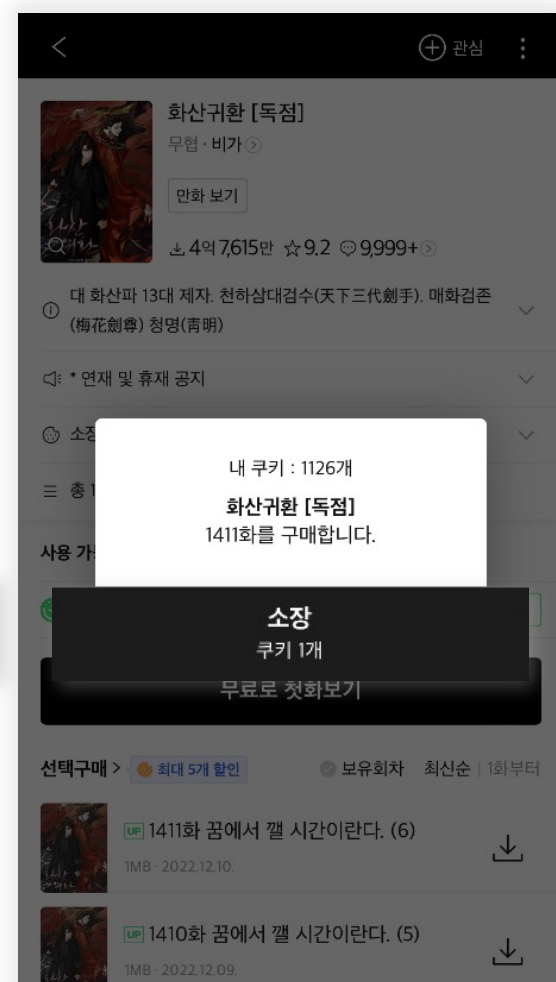 관심
화산귀환 [독점]
무협 · 비가
만화 보기
4억 7,615만 ☆9.2 9,999+
대 화산파 13대 제자. 천하삼대검수(天下三代劍手). 매화검존
(梅花劍尊) 청명(靑明)
* 연재 및 휴재 공지
소장
총 1
내 쿠키 : 1126개
화산귀환 [독점]
1411화를 구매합니다.
사용 가
소장
쿠키 1개
무료로 첫화보기
선택구매 > 최대 5개 할인 보유회차 최신순 | 1화부터
UP 1411화 꿈에서 깰 시간이란다. (6)
1MB · 2022.12.10.
UP 1410화 꿈에서 깰 시간이란다. (5)
1MB · 2022.12.09.